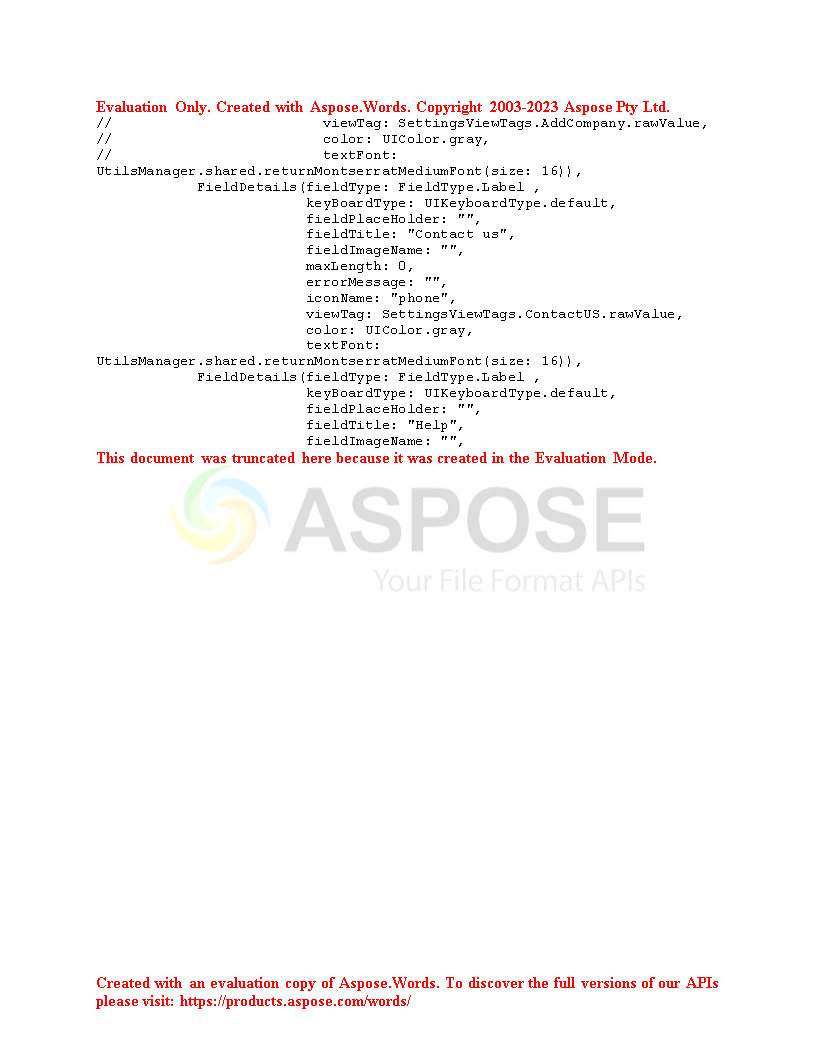 Evaluation Only. Created with Aspose.Words. Copyright 2003-2023 Aspose Pty Ltd.
//                         viewTag: SettingsViewTags.AddCompany.rawValue,
//                         color: UIColor.gray,
//                         textFont:
UtilsManager.shared.returnMontserratMediumFont(size: 16)),
            FieldDetails(fieldType: FieldType.Label ,
                         keyBoardType: UIKeyboardType.default,
                         fieldPlaceHolder: "",
                         fieldTitle: "Contact us",
                         fieldImageName: "",
                         maxLength: 0,
                         errorMessage: "",
                         iconName: "phone",
                         viewTag: SettingsViewTags.ContactUS.rawValue,
                         color: UIColor.gray,
                         textFont:
UtilsManager.shared.returnMontserratMediumFont(size: 16)),
            FieldDetails(fieldType: FieldType.Label ,
                         keyBoardType: UIKeyboardType.default,
                         fieldPlaceHolder: "",
                         fieldTitle: "Help",
                         fieldImageName: "",
This document was truncated here because it was created in the Evaluation Mode.
ASPOSE
Your File Format APIs
Created with an evaluation copy of Aspose.Words. To discover the full versions of our APIs
please visit: https://products.aspose.com/words/